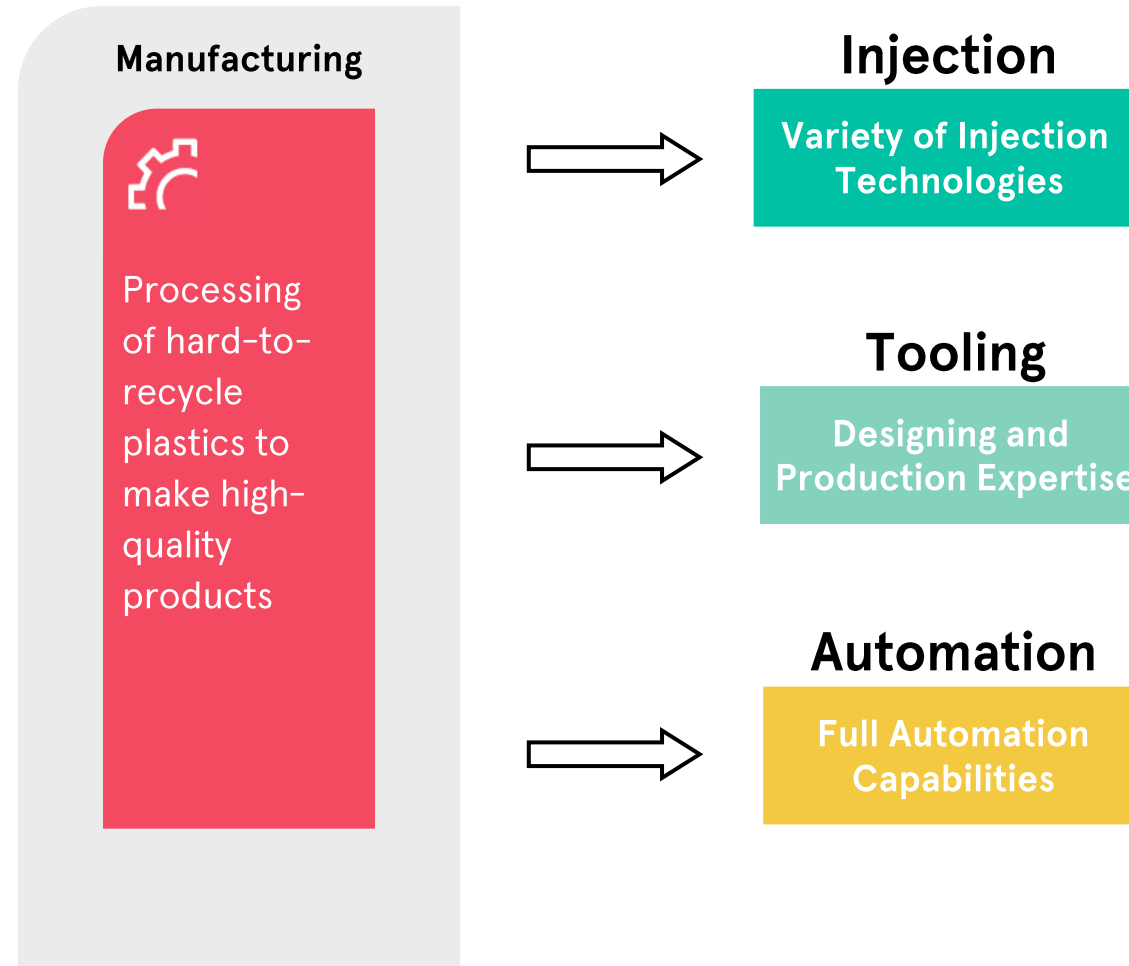 Manufacturing
Processing
of hard-to-
recycle
plastics to
make high-
quality
products
Injection
Variety of Injection
Technologies
Tooling
Designing and
Production Expertise
Automation
Full Automation
Capabilities